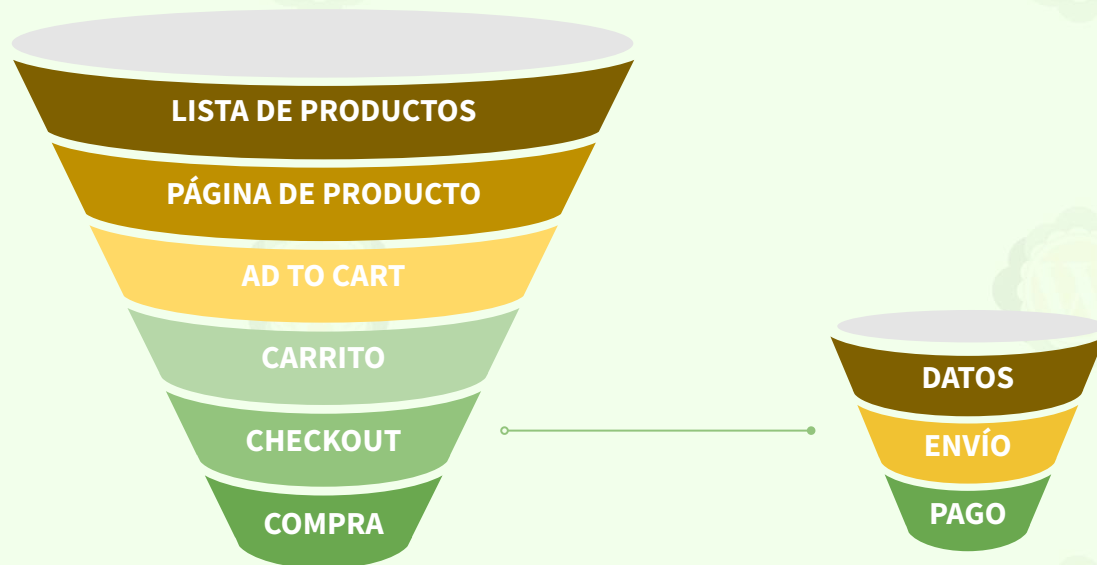 LISTA DE PRODUCTOS
PÁGINA DE PRODUCTO
AD TO CART
CARRITO
CHECKOUT
COMPRA
DATOS
ENVÍO
PAGO